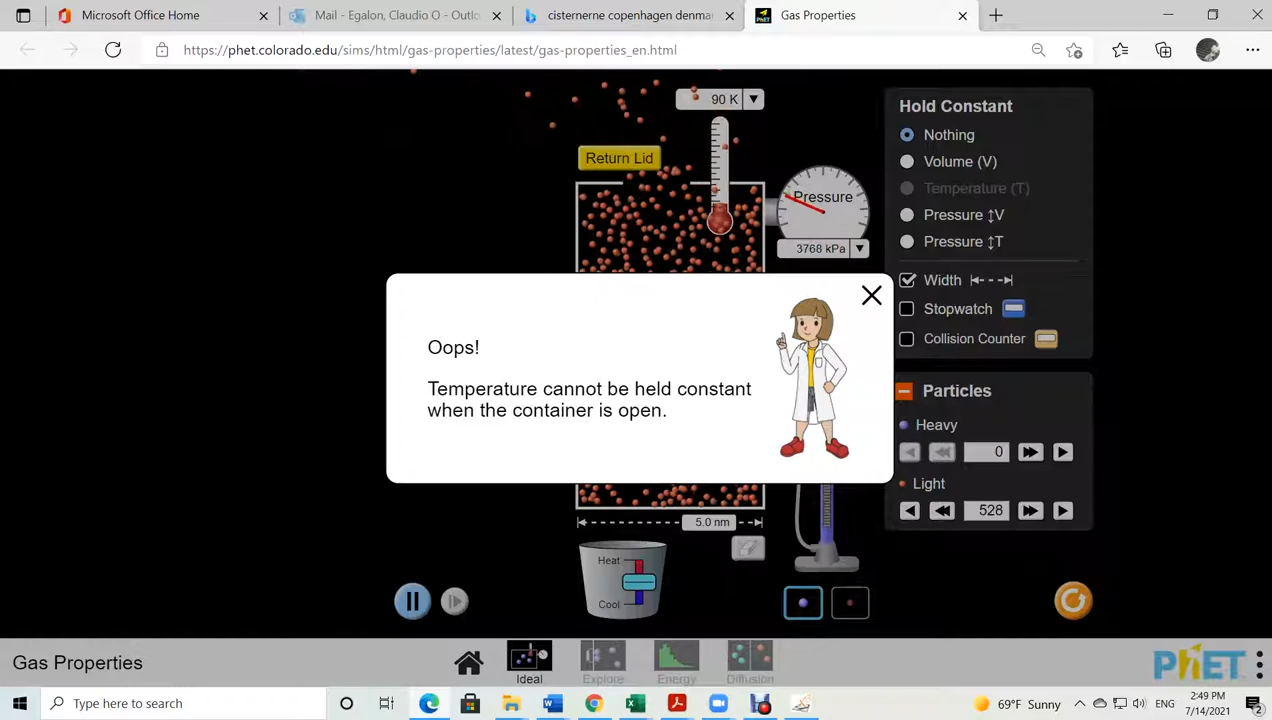 Microsoft Office Home
Mail - Egalon, Claudio O - Outlo
cisternerne copenhagen denma
Gas Properties
https://phet.colorado.edu/sims/html/gas-properties/latest/gas-properties_en.html
90 K
Return Lid
Pressure
3768 kPa
Hold Constant
Nothing
Volume (V)
Temperature (T)
Pressure ↕V
Pressure ↕T
Width
Stopwatch
Collision Counter
Oops!
Temperature cannot be held constant
when the container is open.
Particles
Heavy
0
Light
528
5.0 nm
Heat
Cool
Gas Properties
Ideal
Explore
Energy
Diffusion
PhET
Type here to search
69°F Sunny
2:49 PM
7/14/2021
2